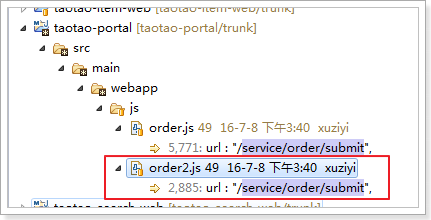 taotao-item-web [taotao-item-web/trunk]
taotao-portal [taotao-portal/trunk]
src
main
webapp
js
order.js 49 16-7-8 下午3:40 xuziyi
5,771: url : "/service/order/submit",
order2.js 49 16-7-8 下午3:40 xuziyi
2,885: url : "/service/order/submit",
taotao-search-web [taotao-search-web/trunk]